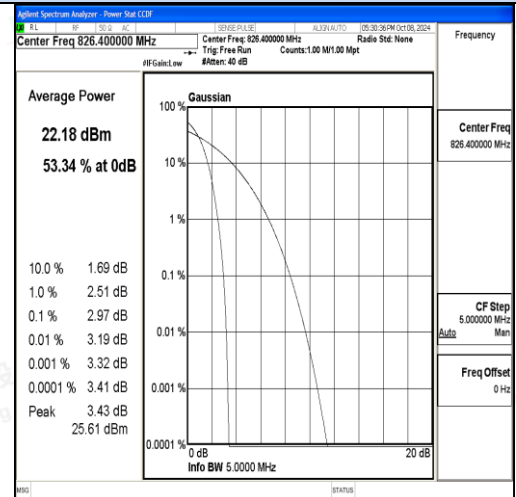 Agilent Spectrum Analyzer - Power Stat CCDF
RL RF 50 Ω AC SENSE:PULSE ALIGN AUTO 05:30:36 PM Oct 08, 2024
Center Freq 826.400000 MHz
Center Freq: 826.400000 MHz
Radio Std: None
Trig: Free Run
Counts:1.00 M/1.00 Mpt
#IFGain:Low
#Atten: 40 dB
Frequency
Average Power
22.18 dBm
53.34 % at 0dB
10.0 % 1.69 dB
1.0 % 2.51 dB
0.1 % 2.97 dB
0.01 % 3.19 dB
0.001 % 3.32 dB
0.0001 % 3.41 dB
Peak 3.43 dB
25.61 dBm
Gaussian
100 %
10 %
1 %
0.1 %
0.01 %
0.001 %
0.0001 %
0 dB
20 dB
Info BW 5.0000 MHz
Center Freq
826.400000 MHz
CF Step
5.000000 MHz
Auto Man
Freq Offset
0 Hz
MSG
STATUS